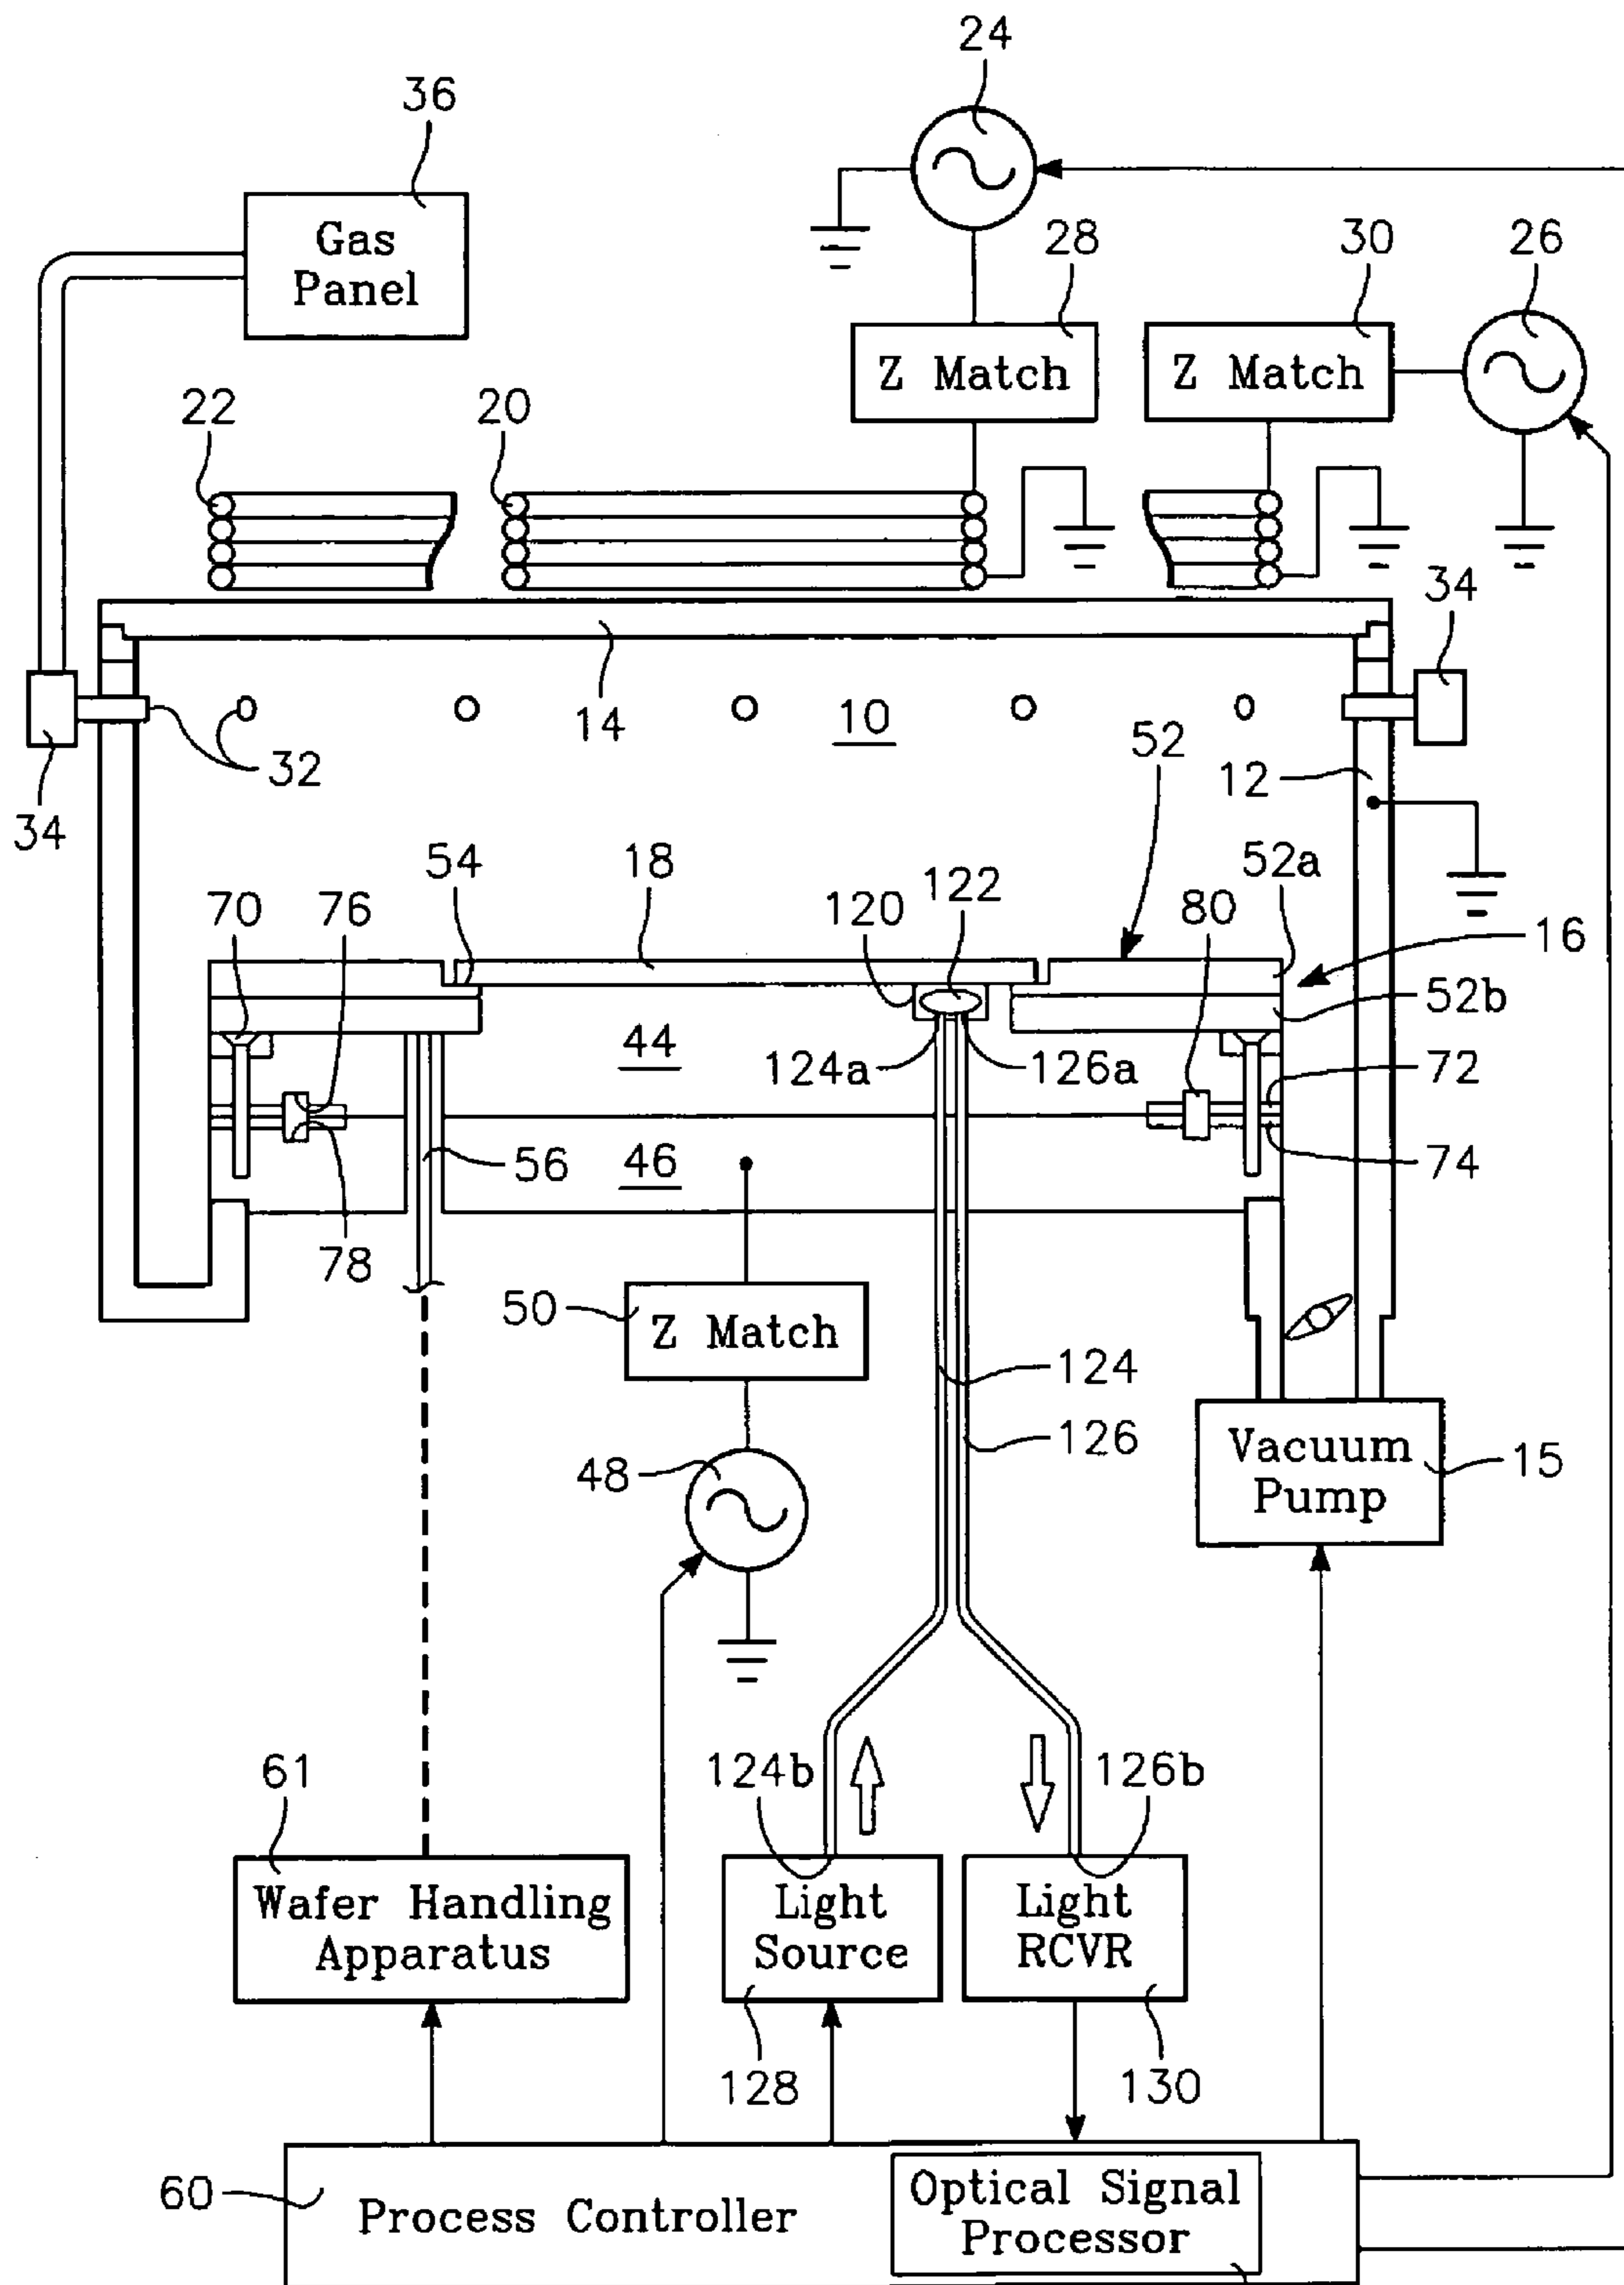 24
36
Gas
Panel
28
30
26
Z Match
Z Match
22
20
34
14
10
32
52
12
34
54
18
122
52a
70
76
120
80
16
52b
44
124a
126a
72
56
46
74
78
50
Z Match
124
126
Vacuum
Pump
15
48
61
124b
126b
Wafer Handling
Apparatus
Light
Source
Light
RCVR
128
130
60
Process Controller
Optical Signal
Processor